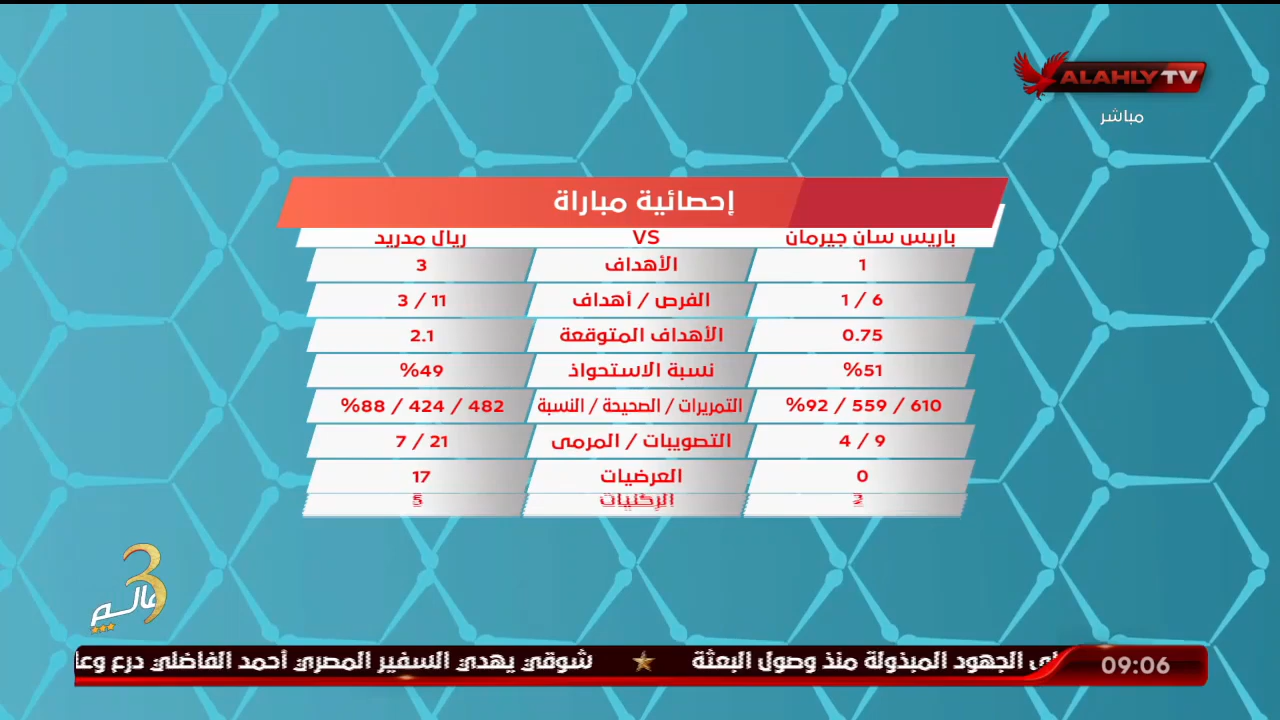 ALAHLY TV
مباشر
إحصائية مباراة
باريس سان جيرمان VS ريال مدريد
1 الأهداف 3
6 / 1 الفرص / أهداف 11 / 3
0.75 الأهداف المتوقعة 2.1
%51 نسبة الاستحواذ %49
610 / 559 / %92 التمريرات / الصحيحة / النسبة 482 / 424 / %88
9 / 4 التصويبات / المرمى 21 / 7
0 العرضيات 17
2 الركنيات 5
3 عالمي
الجهود المبذولة منذ وصول البعثة ★ شوقي يهدي السفير المصري أحمد الفاضلي درع
09:06